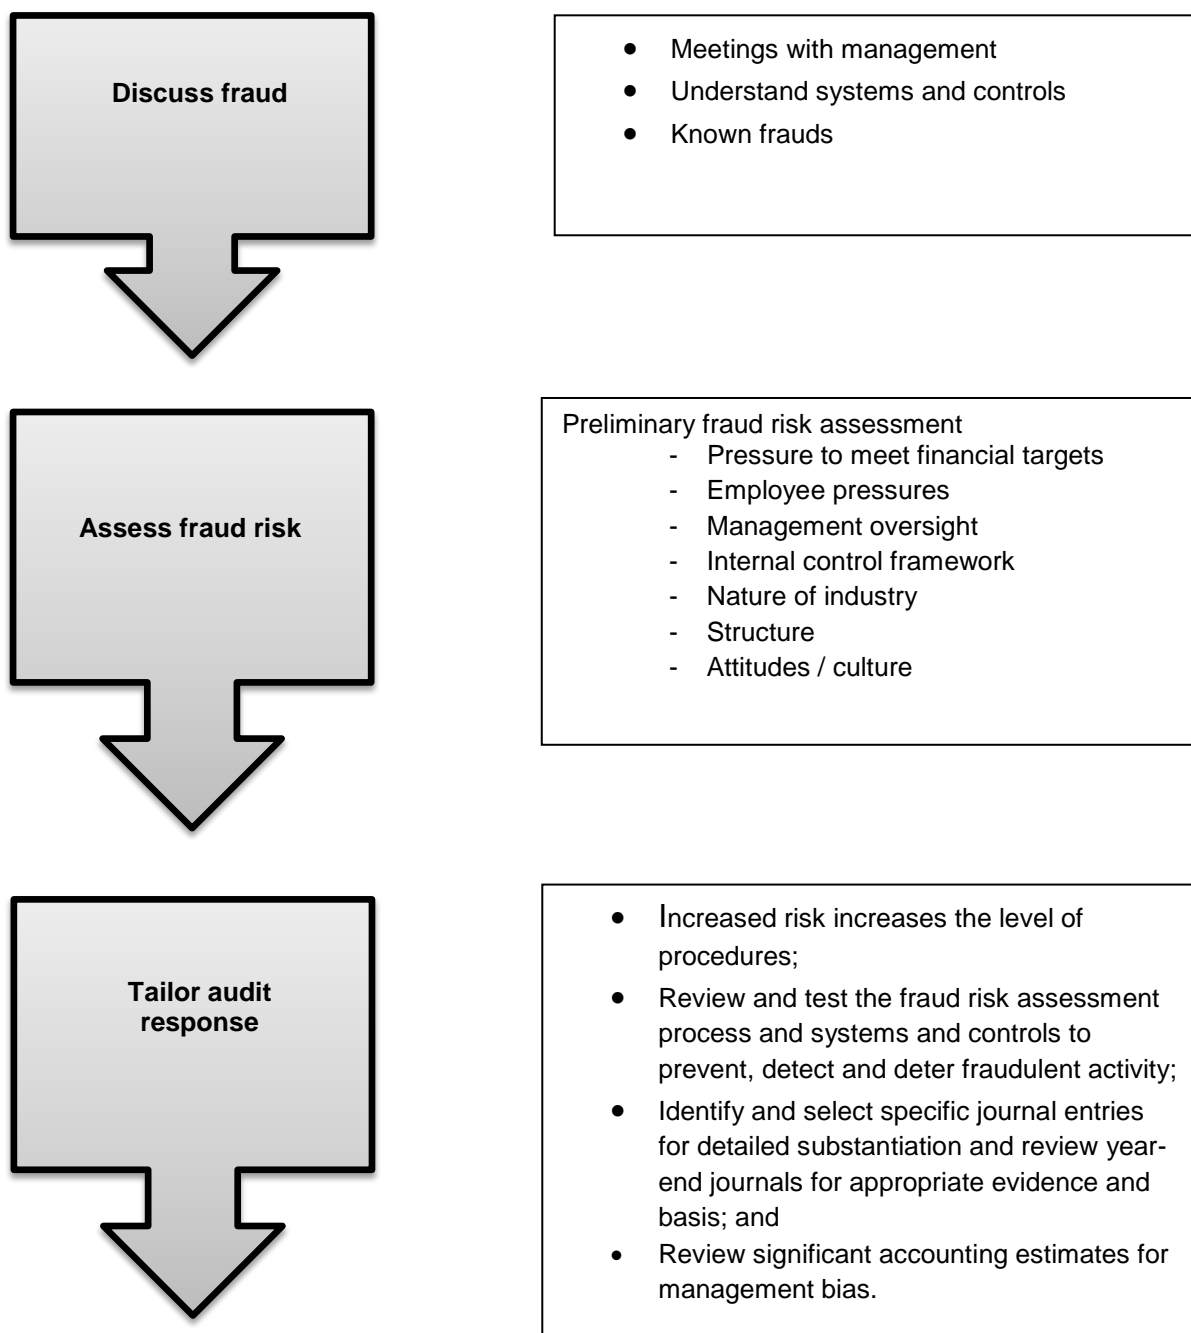 Discuss fraud
• Meetings with management
• Understand systems and controls
• Known frauds
Assess fraud risk
Preliminary fraud risk assessment
- Pressure to meet financial targets
- Employee pressures
- Management oversight
- Internal control framework
- Nature of industry
- Structure
- Attitudes / culture
Tailor audit
response
• Increased risk increases the level of
procedures;
• Review and test the fraud risk assessment
process and systems and controls to
prevent, detect and deter fraudulent activity;
• Identify and select specific journal entries
for detailed substantiation and review year-
end journals for appropriate evidence and
basis; and
• Review significant accounting estimates for
management bias.